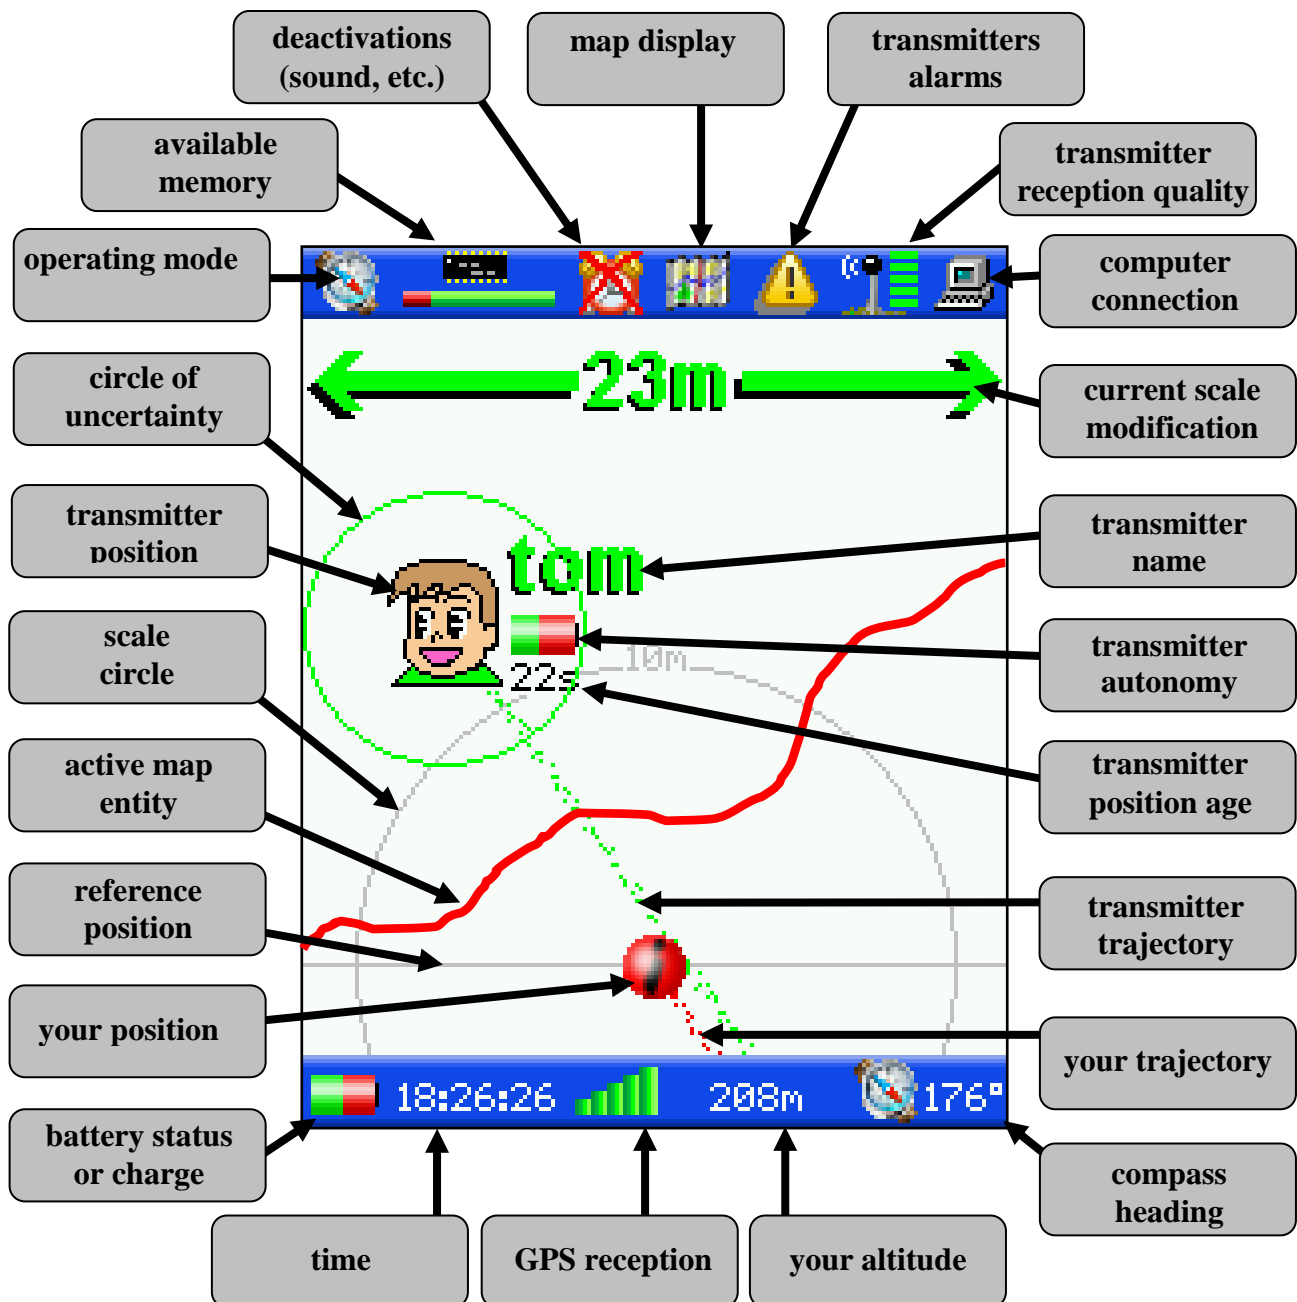 deactivations
(sound, etc.)
map display
transmitters
alarms
available
memory
transmitter
reception quality
operating mode
computer
connection
circle of
uncertainty
23m
current scale
modification
transmitter
position
tom
transmitter
name
scale
circle
10m
transmitter
autonomy
22s
active map
entity
transmitter
position age
reference
position
transmitter
trajectory
your position
your trajectory
18:26:26
208m
176°
battery status
or charge
compass
heading
time
GPS reception
your altitude